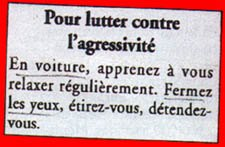 Pour lutter contre
l'agressivité
En voiture, apprenez à vous
relaxer régulièrement. Fermez
les yeux, étirez-vous, détendez-
vous.